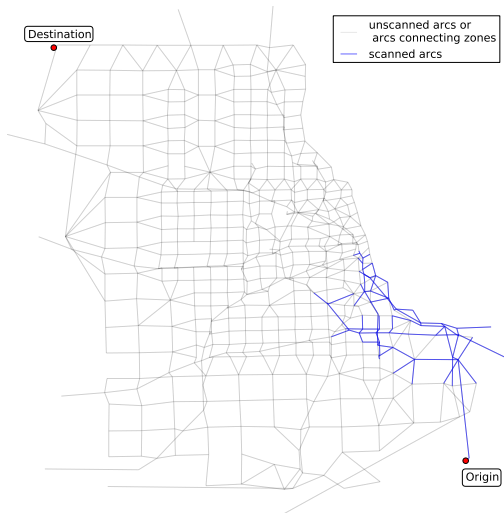 Destination
unscanned arcs or
arcs connecting zones
scanned arcs
Origin